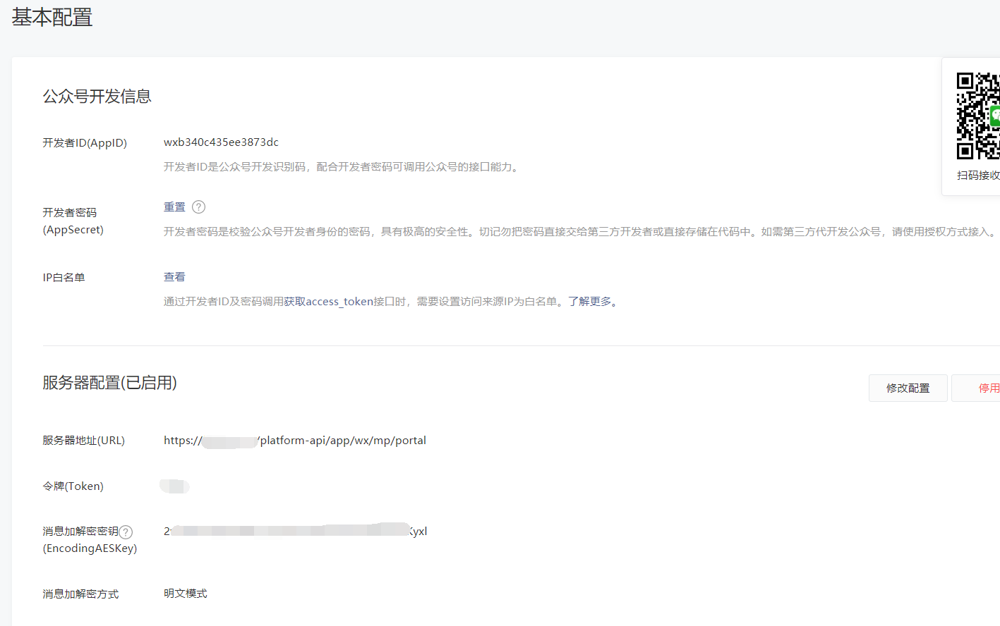 基本配置
公众号开发信息
开发者ID(AppID)
wxb340c435ee3873dc
开发者ID是公众号开发识别码，配合开发者密码可调用公众号的接口能力。
扫码接收
开发者密码
(AppSecret)
重置 ?
开发者密码是校验公众号开发者身份的密码，具有极高的安全性。切记勿把密码直接交给第三方开发者或直接存储在代码中。如需第三方代开发公众号，请使用授权方式接入。
IP白名单
查看
通过开发者ID及密码调用获取access_token接口时，需要设置访问来源IP为白名单。了解更多。
服务器配置(已启用)
修改配置
停用
服务器地址(URL)
https:// /platform-api/app/wx/mp/portal
令牌(Token)
消息加解密密钥 ?
(EncodingAESKey)
2 Kyxl
消息加解密方式
明文模式